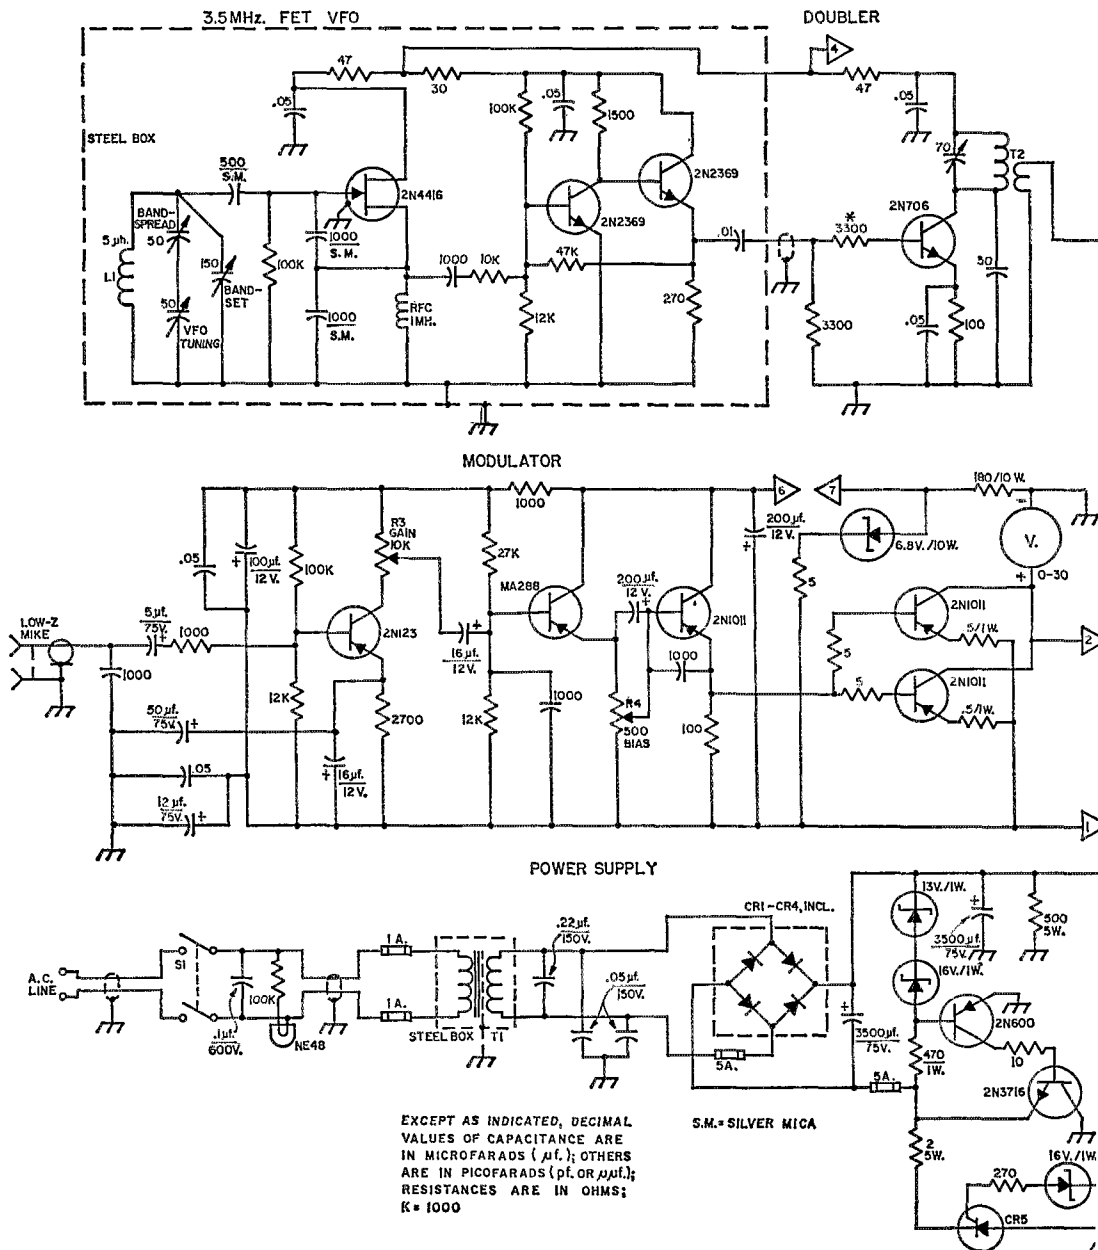 3.5MHz. FET VFO
DOUBLER
STEEL BOX
47
30
.05
100K
.05
1500
2N2369
2N2369
4
47
.05
70
T2
500
S.M.
2N4416
BAND-
SPREAD
50
5μh.
L1
150
BAND-
SET
50
VFO
TUNING
100K
1000
S.M.
1000
S.M.
1000
10K
RFC
1MH.
47K
12K
270
.01
*
3300
2N706
3300
.05
100
50
MODULATOR
R3
GAIN
10K
1000
6
7
180/10 W.
-
V.
+
0-30
6.8V./10W.
200μf.
12 V.
+
.05
100μf.
12V.
+
100K
27K
MA288
200μf.
12 V.
+
2N1011
5
2N1011
.5/1W.
2
LOW-Z
MIKE
5μf.
75V.
+
1000
2N123
16μf.
12V.
+
1000
5
5
2N1011
.5/1W.
1000
12K
2700
12K
1000
R4
500
BIAS
100
50μf.
75V.
+
.05
16μf.
12V.
+
12μf.
75V.
+
1
POWER SUPPLY
CR1-CR4, INCL.
13V./1W.
+
3500μf.
75V.
500
5W.
16V./1W.
A.C.
LINE
S1
.1μf.
600V.
100K
NE48
1A.
1A.
STEEL BOX
T1
.22μf.
150V.
.05μf.
150V.
5A.
+
3500μf.
75V.
5A.
470
1W.
2N600
10
2N3716
2
5W.
270
16V./1W.
CR5
EXCEPT AS INDICATED, DECIMAL
VALUES OF CAPACITANCE ARE
IN MICROFARADS (μf.); OTHERS
ARE IN PICOFARADS (pf. OR μμf.);
RESISTANCES ARE IN OHMS;
K = 1000
S.M.= SILVER MICA